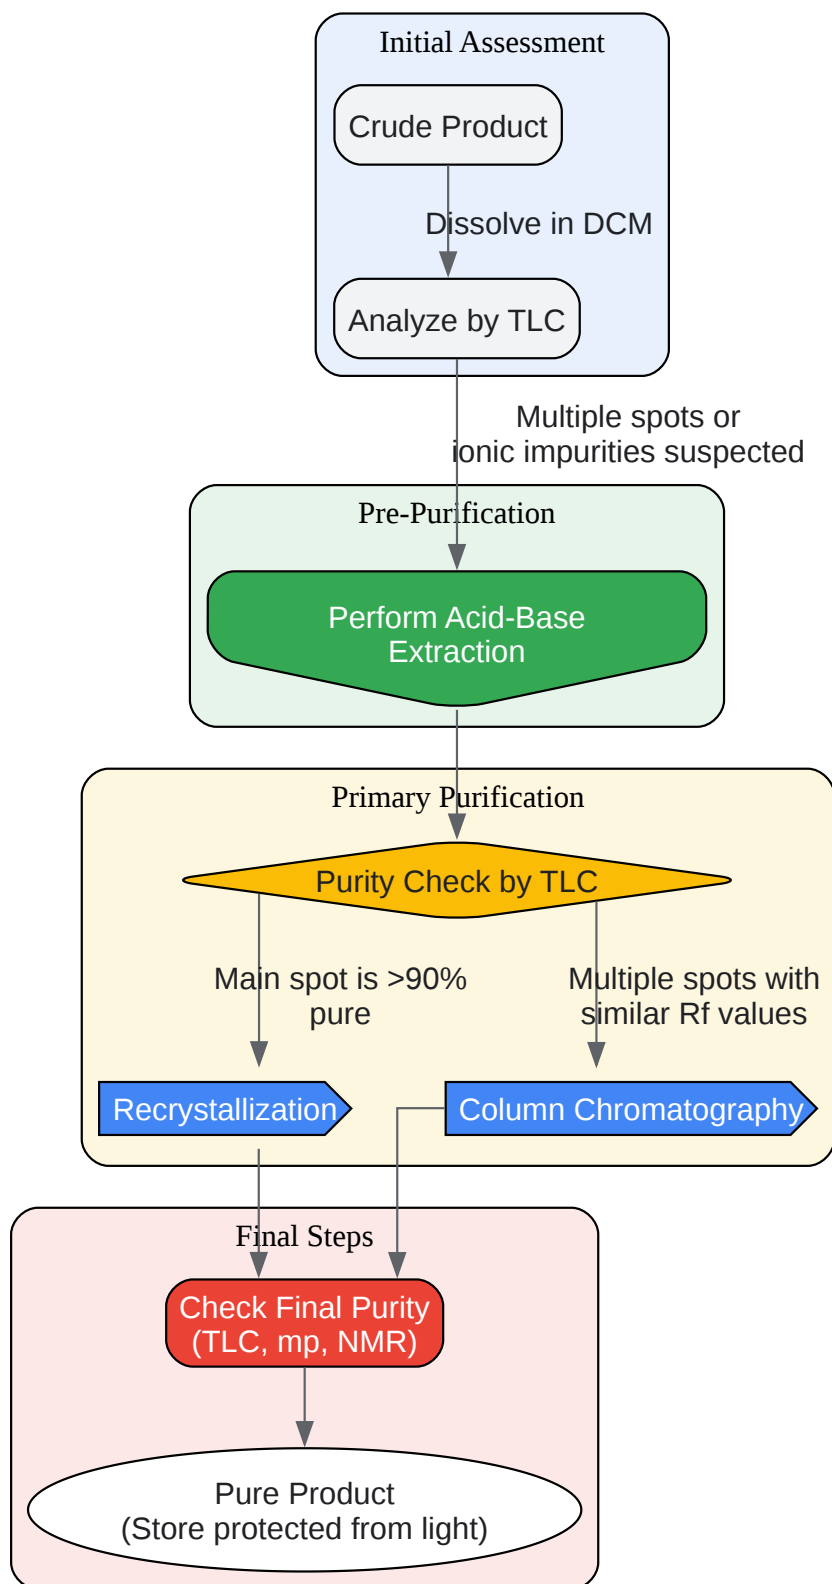 Initial Assessment
Crude Product
Dissolve in DCM
Analyze by TLC
Multiple spots or
ionic impurities suspected
Pre-Purification
Perform Acid-Base
Extraction
Primary Purification
Purity Check by TLC
Main spot is >90%
pure
Multiple spots with
similar Rf values
Recrystallization
Column Chromatography
Final Steps
Check Final Purity
(TLC, mp, NMR)
Pure Product
(Store protected from light)